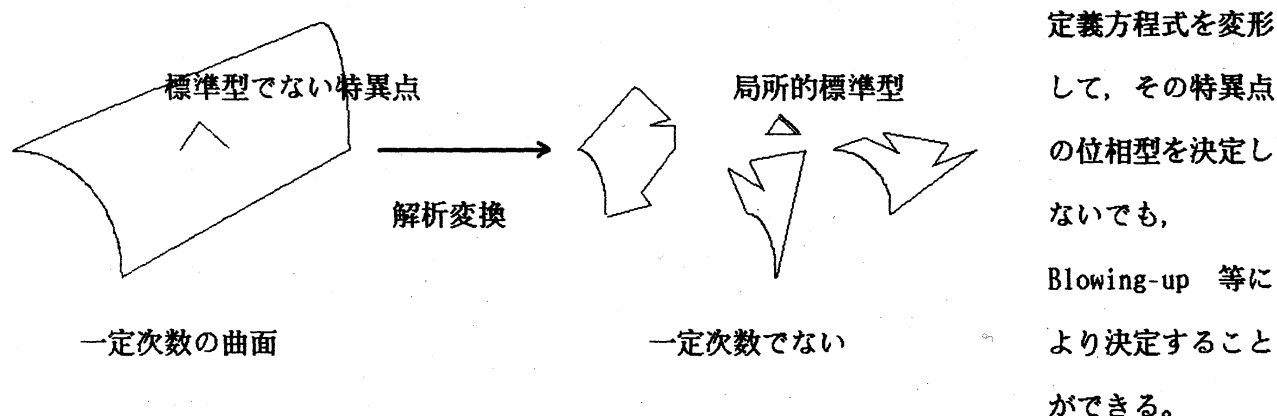 標準型でない特異点
局所的標準型
解析変換
一定次数の曲面
一定次数でない
定義方程式を変形
して，その特異点
の位相型を決定し
ないでも，
Blowing-up 等に
より決定すること
ができる。